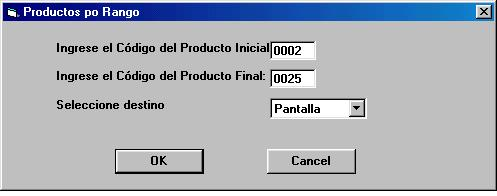 Productos po Rango
Ingrese el Código del Producto Inicial 0002
Ingrese el Código del Producto Final: 0025
Seleccione destino Pantalla
OK Cancel